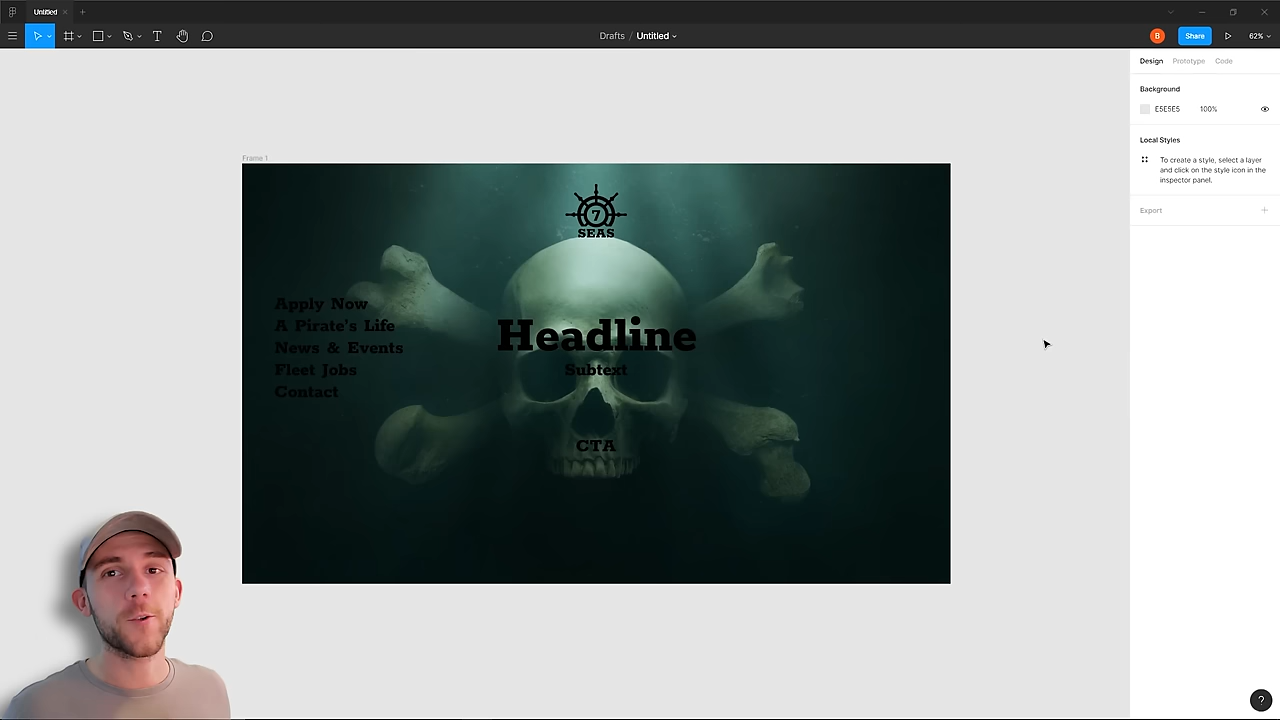 Untitled
Drafts / Untitled
B
Share
62%
Design Prototype Code
Background
E5E5E5 100%
Local Styles
To create a style, select a layer
and click on the style icon in the
inspector panel.
Export
Frame 1
7
SEAS
Apply Now
A Pirate's Life
News & Events
Fleet Jobs
Contact
Headline
Subtext
CTA
?